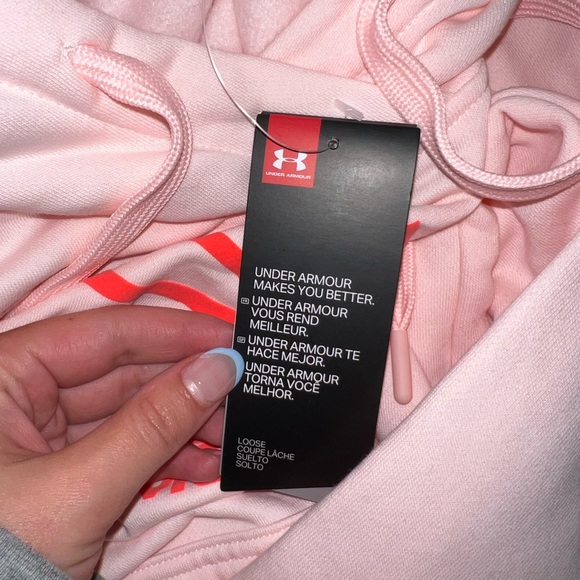 UNDER ARMOUR
UNDER ARMOUR
MAKES YOU BETTER.
FR UNDER ARMOUR
VOUS REND
MEILLEUR.
UNDER ARMOUR TE
HACE MEJOR.
UNDER ARMOUR
TORNA VOCÊ
MELHOR.
LOOSE
COUPE LÂCHE
SUELTO
SOLTO